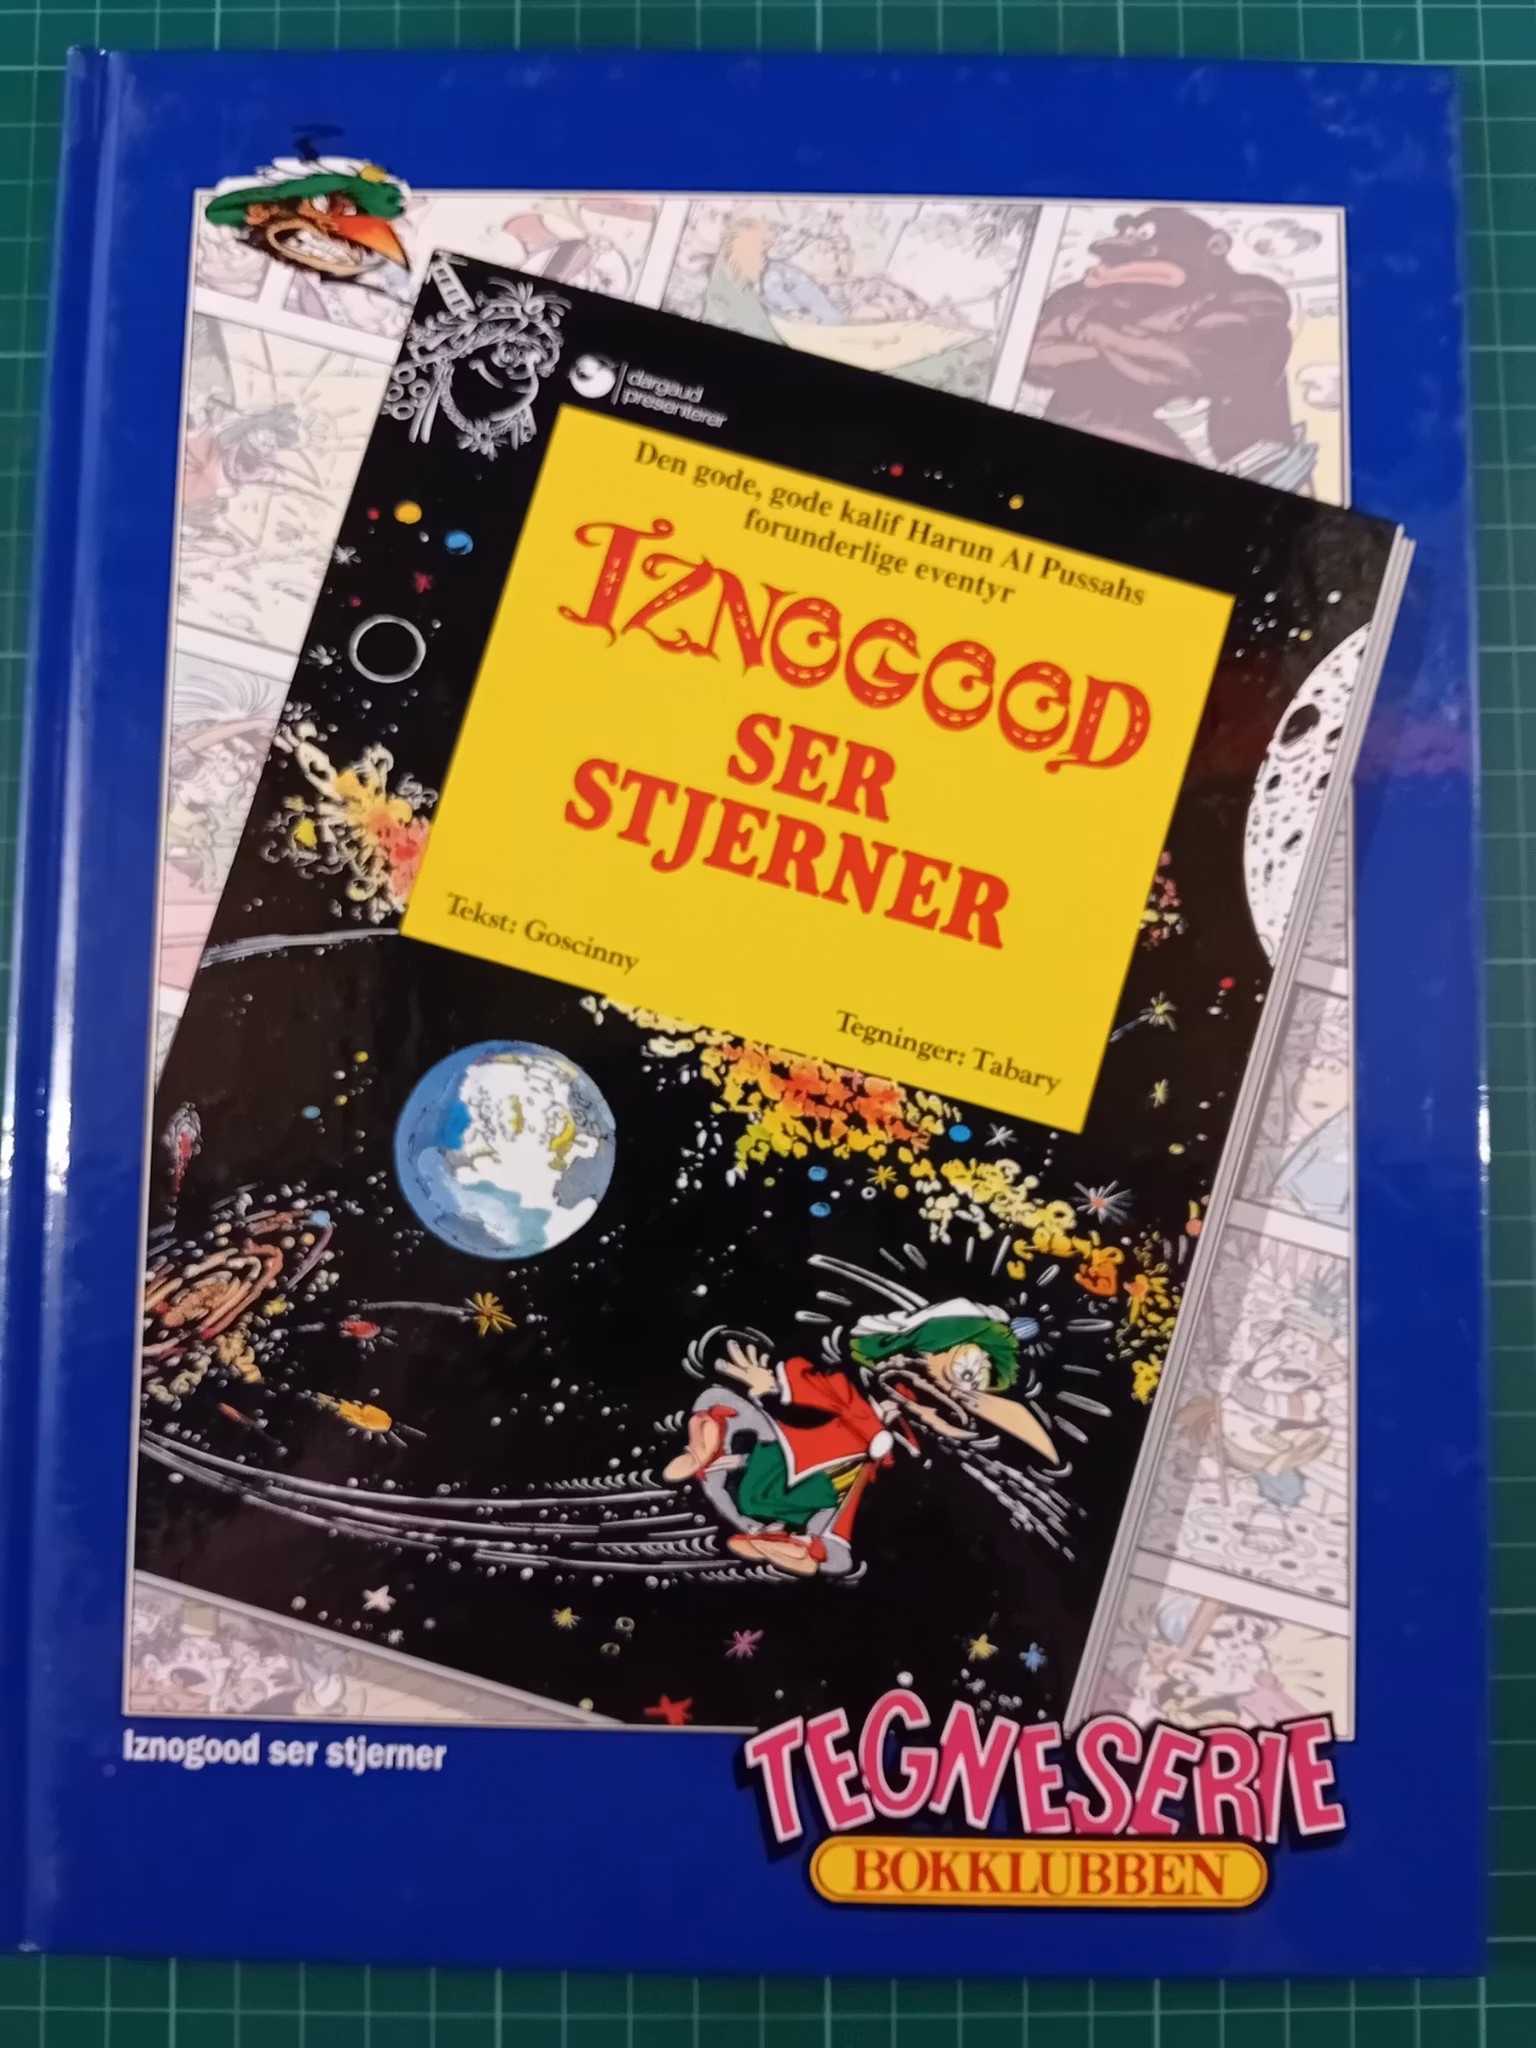 dargaud
presenterer
Den gode, gode kalif Harun Al Pussahs
forunderlige eventyr
IZNOGOOD
SER
STJERNER
Tekst: Goscinny
Tegninger: Tabary
Iznogood ser stjerner
TEGNESERIE
BOKKLUBBEN